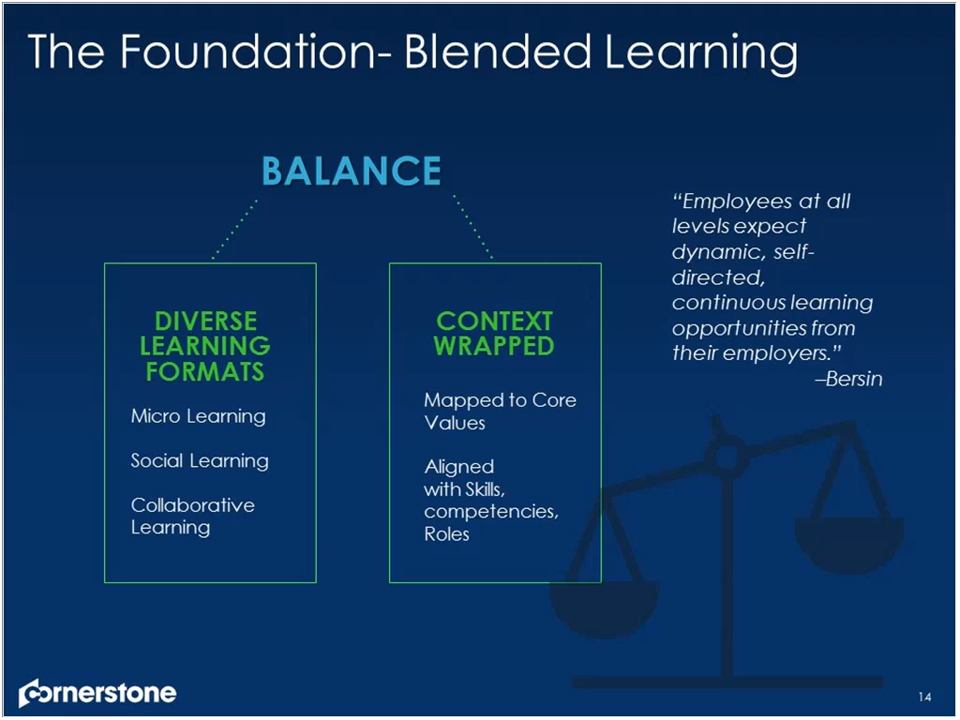 The Foundation- Blended Learning
BALANCE
DIVERSE
LEARNING
FORMATS
Micro Learning
Social Learning
Collaborative
Learning
CONTEXT
WRAPPED
Mapped to Core
Values
Aligned
with Skills,
competencies,
Roles
“Employees at all
levels expect
dynamic, self-
directed,
continuous learning
opportunities from
their employers.”
–Bersin
cornerstone
14